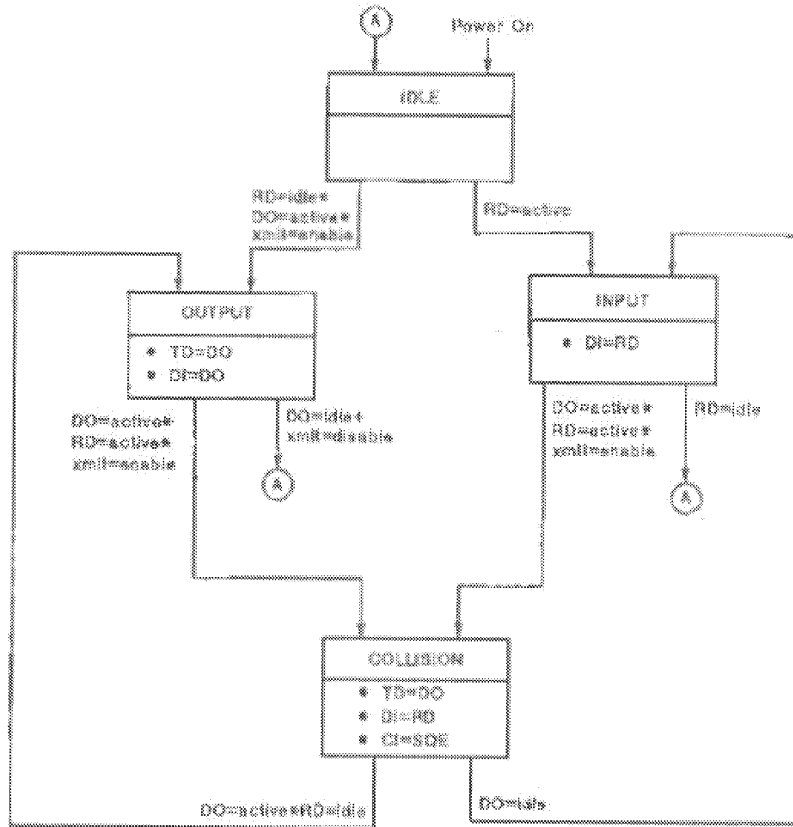 A
Power On
IDLE
RD=idle*
DO=active*
xmit=enable
RD=active
OUTPUT
• TD=DO
• DI=DO
INPUT
• DI=RD
DO=active*
RD=active*
xmit=enable
DO=idle+
xmit=disable
A
DO=active*
RD=active*
xmit=enable
RD=idle
A
COLLISION
• TD=DO
• DI=RD
• CI=SQE
DO=active*RD=idle
DO=idle